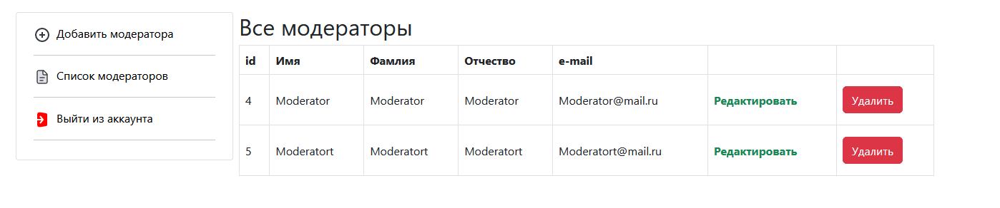 Добавить модератора
Список модераторов
Выйти из аккаунта
Все модераторы
id Имя Фамлия Отчество e-mail
4 Moderator Moderator Moderator Moderator@mail.ru Редактировать Удалить
5 Moderatort Moderatort Moderatort Moderatort@mail.ru Редактировать Удалить